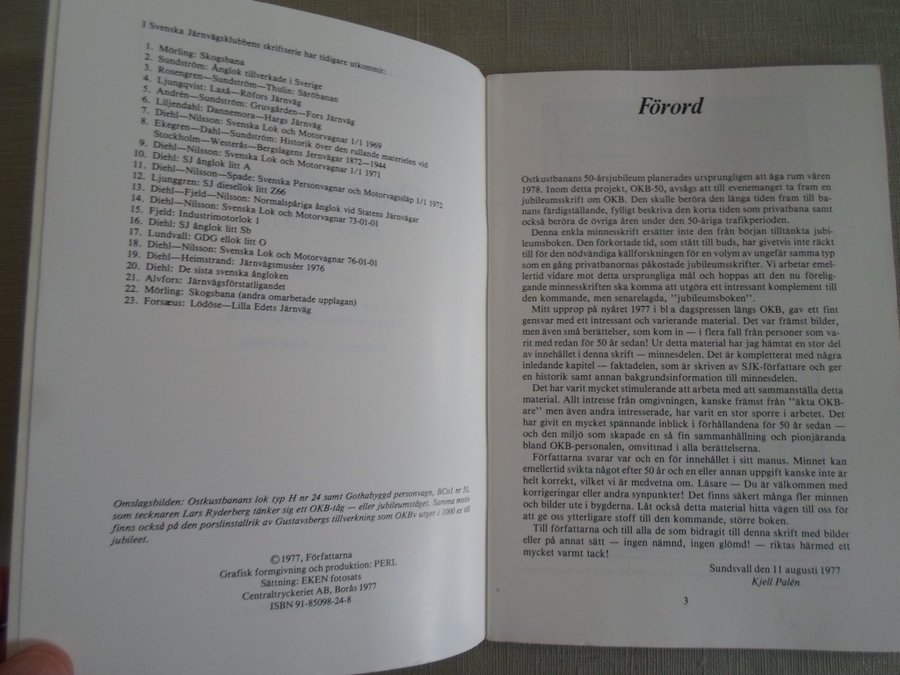 I Svenska Järnvägsklubbens skriftserie har tidigare utkommit:
1. Mörling: Skogsbana
2. Sundström: Ånglok tillverkade i Sverige
3. Rosengren—Sundström—Thulin: Säröbanan
4. Ljungqvist: Laxå—Röfors Järnväg
5. Andrén—Sundström: Gruvgården—Fors Järnväg
6. Liljendahl: Dannemora—Hargs Järnväg
7. Diehl—Nilsson: Svenska Lok och Motorvagnar 1/1 1969
8. Ekegren—Dahl—Sundström: Historik över den rullande materielen vid
Stockholm—Westerås—Bergslagens Jernvägar 1872—1944
9. Diehl—Nilsson: Svenska Lok och Motorvagnar 1/1 1971
10. Diehl: SJ ånglok litt A
11. Diehl—Nilsson—Spade: Svenska Personvagnar och Motorvagssläp 1/1 1972
12. Ljunggren: SJ diesellok litt Z66
13. Diehl—Fjeld—Nilsson: Normalspåriga ånglok vid Statens Järnvägar
14. Diehl—Nilsson: Svenska Lok och Motorvagnar 73-01-01
15. Fjeld: Industrimotorlok 1
16. Diehl: SJ ånglok litt Sb
17. Lundvall: GDG ellok litt O
18. Diehl—Nilsson: Svenska Lok och Motorvagnar 76-01-01
19. Diehl—Heimstrand: Järnvägsmuséer 1976
20. Diehl: De sista svenska ångloken
21. Alvfors: Järnvägsförstatligandet
22. Mörling: Skogsbana (andra omarbetade upplagan)
23. Forsæus: Lödöse—Lilla Edets Järnväg
Omslagsbilden: Ostkustbanans lok typ H nr 24 samt Gothabyggd personvagn, BCo1 nr 51,
som tecknaren Lars Ryderberg tänker sig ett OKB-tåg — eller jubileumståget. Samma motiv
finns också på den porslinstallrik av Gustavsbergs tillverkning som OKBv utger i 1000 ex till
jubileet.
© 1977, Författarna
Grafisk formgivning och produktion: PERL
Sättning: EKEN fotosats
Centraltryckeriet AB, Borås 1977
ISBN 91-85098-24-8
Förord
Ostkustbanans 50-årsjubileum planerades ursprungligen att äga rum våren
1978. Inom detta projekt, OKB-50, avsågs att till evenemanget ta fram en
jubileumsskrift om OKB. Den skulle beröra den långa tiden fram till ba-
nans färdigställande, fylligt beskriva den korta tiden som privatbana samt
också beröra de övriga åren under den 50-åriga trafikperioden.
Denna enkla minnesskrift ersätter inte den från början tilltänkta jubi-
leumsboken. Den förkortade tid, som stått till buds, har givetvis inte räckt
till för den nödvändiga källforskningen för en volym av ungefär samma typ
som en gång privatbanornas påkostade jubileumsskrifter. Vi arbetar emel-
lertid vidare mot detta ursprungliga mål och hoppas att den nu förelig-
gande minnesskriften ska komma att utgöra ett intressant komplement till
den kommande, men senarelagda, "jubileumsboken".
Mitt upprop på nyåret 1977 i bl a dagspressen längs OKB, gav ett fint
gensvar med ett intressant och varierande material. Det var främst bilder,
men även små berättelser, som kom in — i flera fall från personer som va-
rit med redan för 50 år sedan! Ur detta material har jag hämtat en stor del
av innehållet i denna skrift — minnesdelen. Det är kompletterat med några
inledande kapitel — faktadelen, som är skriven av SJK-författare och ger
en historik samt annan bakgrundsinformation till minnesdelen.
Det har varit mycket stimulerande att arbeta med att sammanställa detta
material. Allt intresse från omgivningen, kanske främst från "äkta OKB-
are" men även andra intresserade, har varit en stor sporre i arbetet. Det
har givit en mycket spännande inblick i förhållandena för 50 år sedan —
och den miljö som skapade en så fin sammanhållning och pionjäranda
bland OKB-personalen, omvittnad i alla berättelserna.
Författarna svarar var och en för innehållet i sitt manus. Minnet kan
emellertid svikta något efter 50 år och en eller annan uppgift kanske inte är
helt korrekt, vilket vi är medvetna om. Läsare — Du är välkommen med
korrigeringar eller andra synpunkter! Det finns säkert många fler minnen
och bilder ute i bygderna. Låt också detta material hitta vägen till oss för
att ge oss ytterligare stoff till den kommande, större boken.
Till författarna och till alla de som bidragit till denna skrift med bilder
eller på annat sätt — ingen nämnd, ingen glömd! — riktas härmed ett
mycket varmt tack!
Sundsvall den 11 augusti 1977
Kjell Palén
3